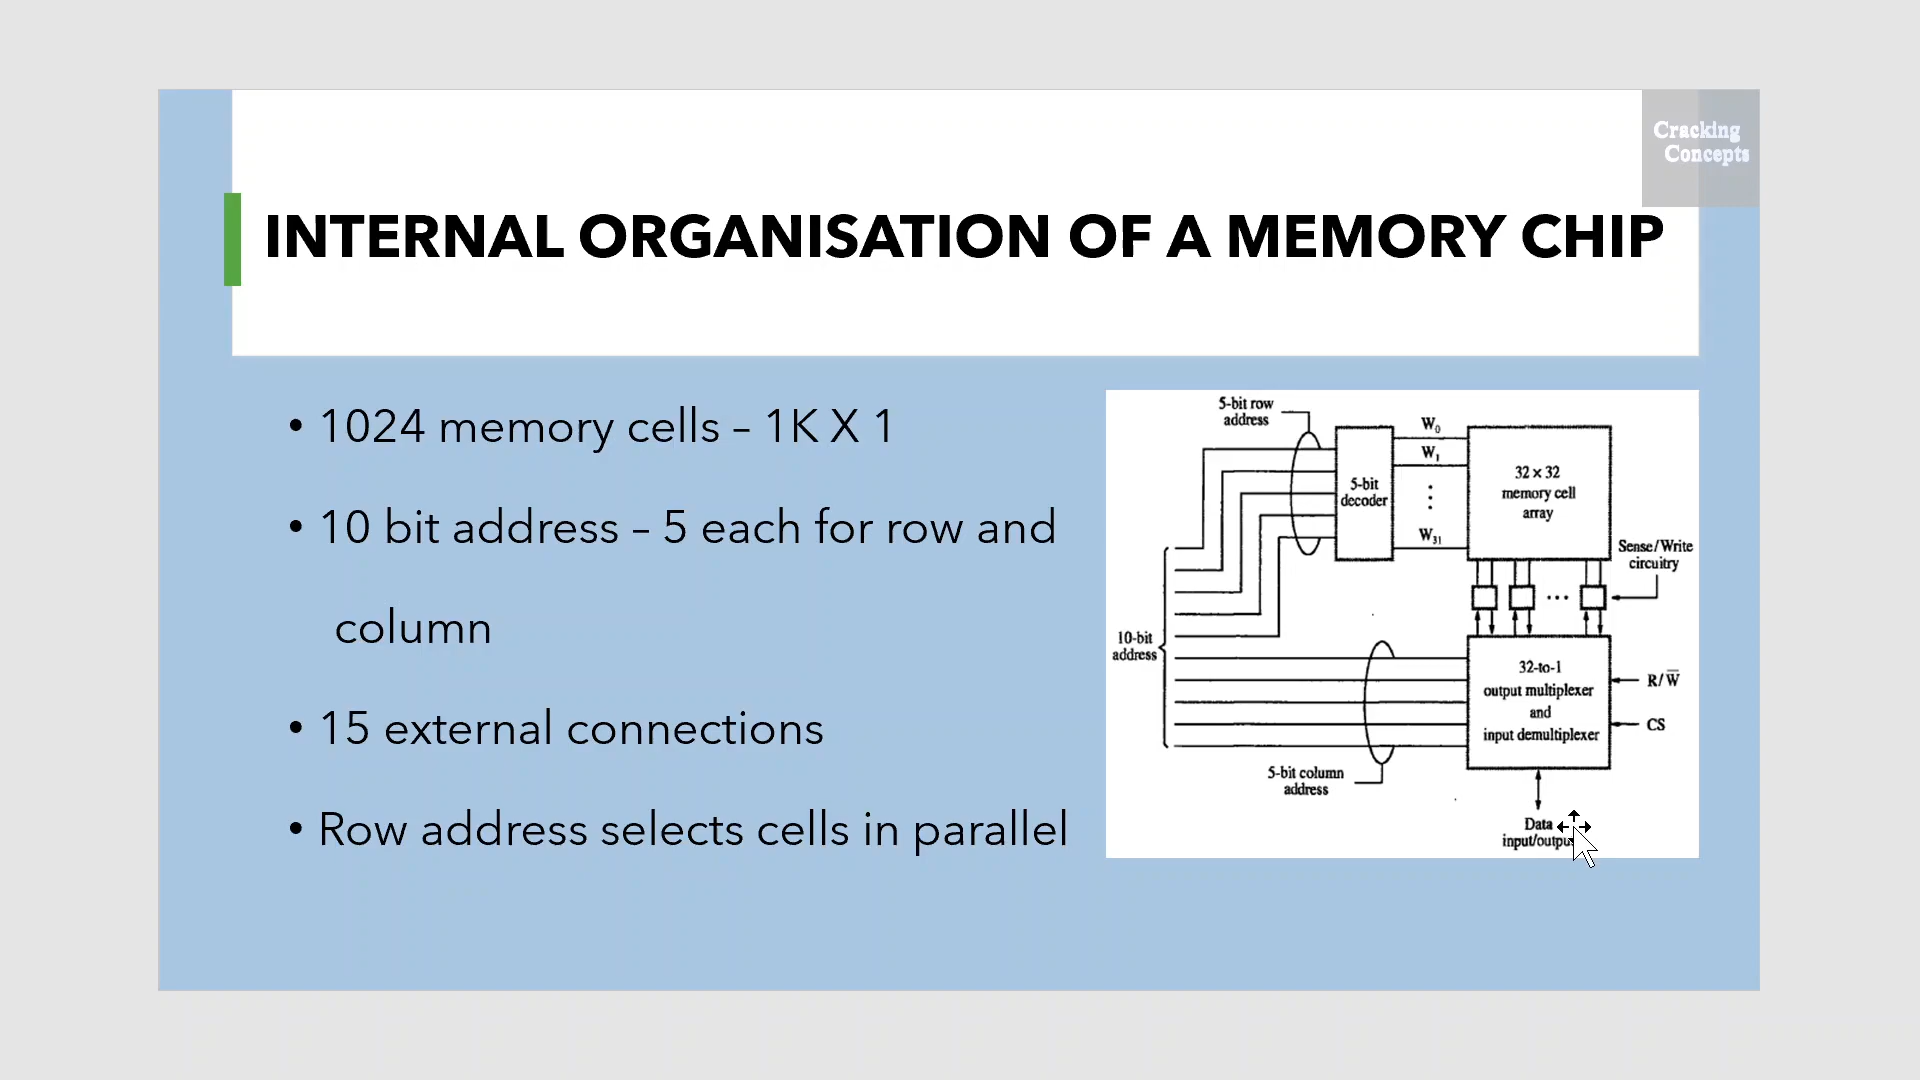 Cracking
Concepts
INTERNAL ORGANISATION OF A MEMORY CHIP
• 1024 memory cells – 1K X 1
• 10 bit address – 5 each for row and
column
• 15 external connections
• Row address selects cells in parallel
5-bit row
address
W0
W1
5-bit
decoder
⋮
W31
32 × 32
memory cell
array
Sense/Write
circuitry
...
10-bit
address
32-to-1
output multiplexer
and
input demultiplexer
R/W̅
CS
5-bit column
address
Data
input/output